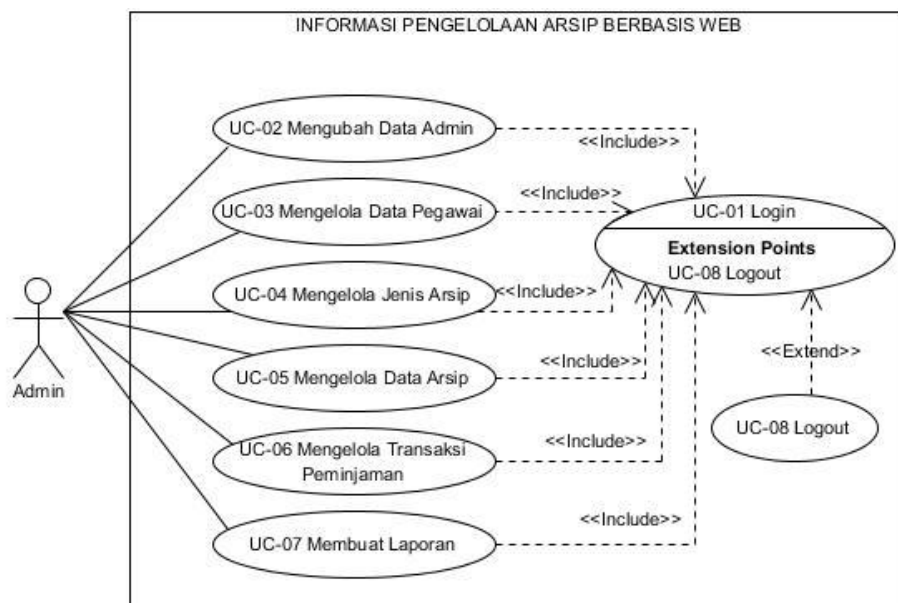 INFORMASI PENGELOLAAN ARSIP BERBASIS WEB
UC-02 Mengubah Data Admin
<<Include>>
UC-03 Mengelola Data Pegawai
<<Include>>
UC-01 Login
Extension Points
UC-08 Logout
UC-04 Mengelola Jenis Arsip
<<Include>>
Admin
UC-05 Mengelola Data Arsip
<<Include>>
<<Extend>>
UC-06 Mengelola Transaksi
Peminjaman
<<Include>>
UC-08 Logout
UC-07 Membuat Laporan
<<Include>>